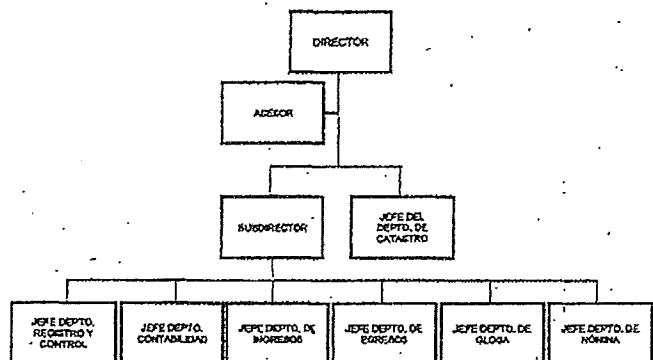 DIRECTOR
ASESOR
SUBDIRECTOR
JEFE DEL
DEPTO. DE
CATASTRO
JEFE DEPTO.
REGISTRO Y
CONTROL
JEFE DEPTO.
CONTABILIDAD
JEFE DEPTO. DE
INGRESOS
JEFE DEPTO. DE
EGRESOS
JEFE DEPTO. DE
GLOSA
JEFE DEPTO. DE
NÓMINA